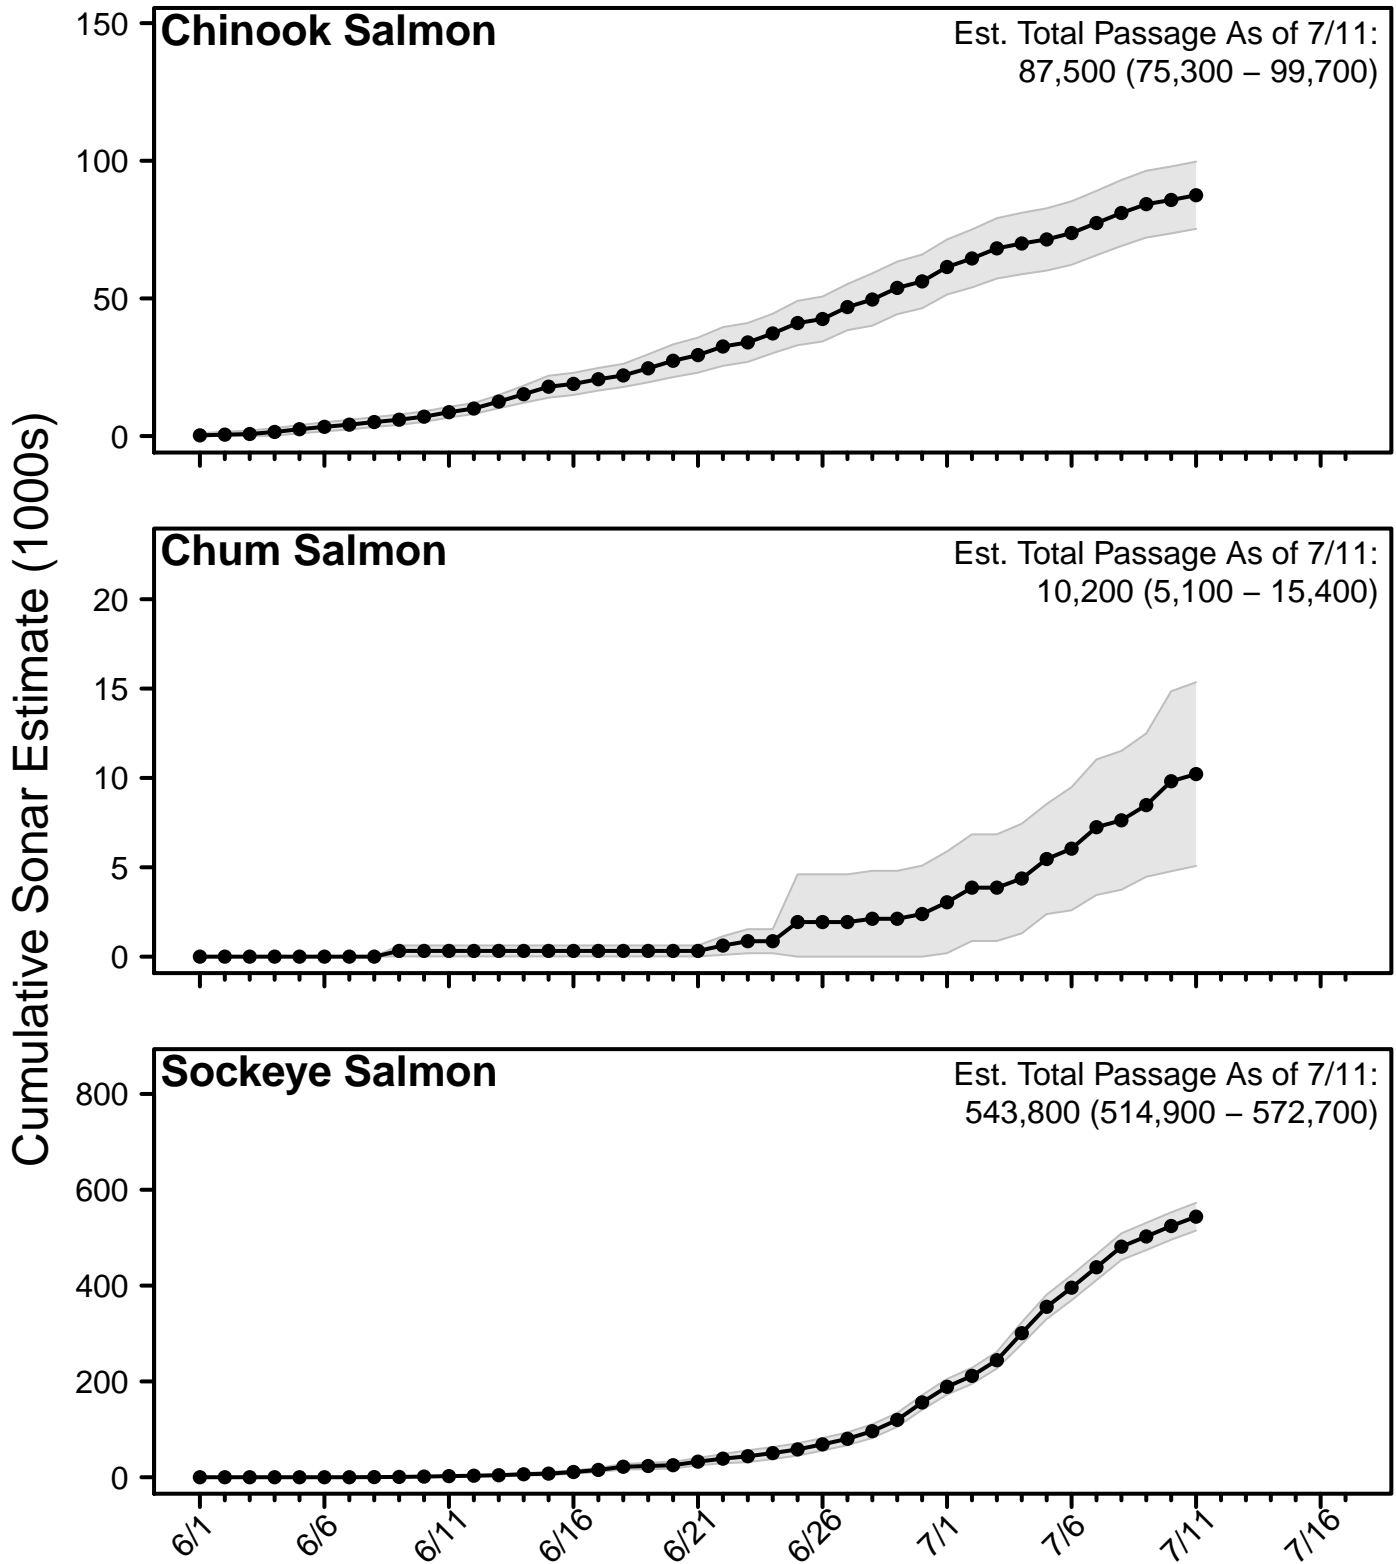 Cumulative Sonar Estimate (1000s)
Chinook Salmon
Est. Total Passage As of 7/11:
87,500 (75,300 – 99,700)
150
100
50
0
Chum Salmon
Est. Total Passage As of 7/11:
10,200 (5,100 – 15,400)
20
15
10
5
0
Sockeye Salmon
Est. Total Passage As of 7/11:
543,800 (514,900 – 572,700)
800
600
400
200
0
6/1 6/6 6/11 6/16 6/21 6/26 7/1 7/6 7/11 7/16